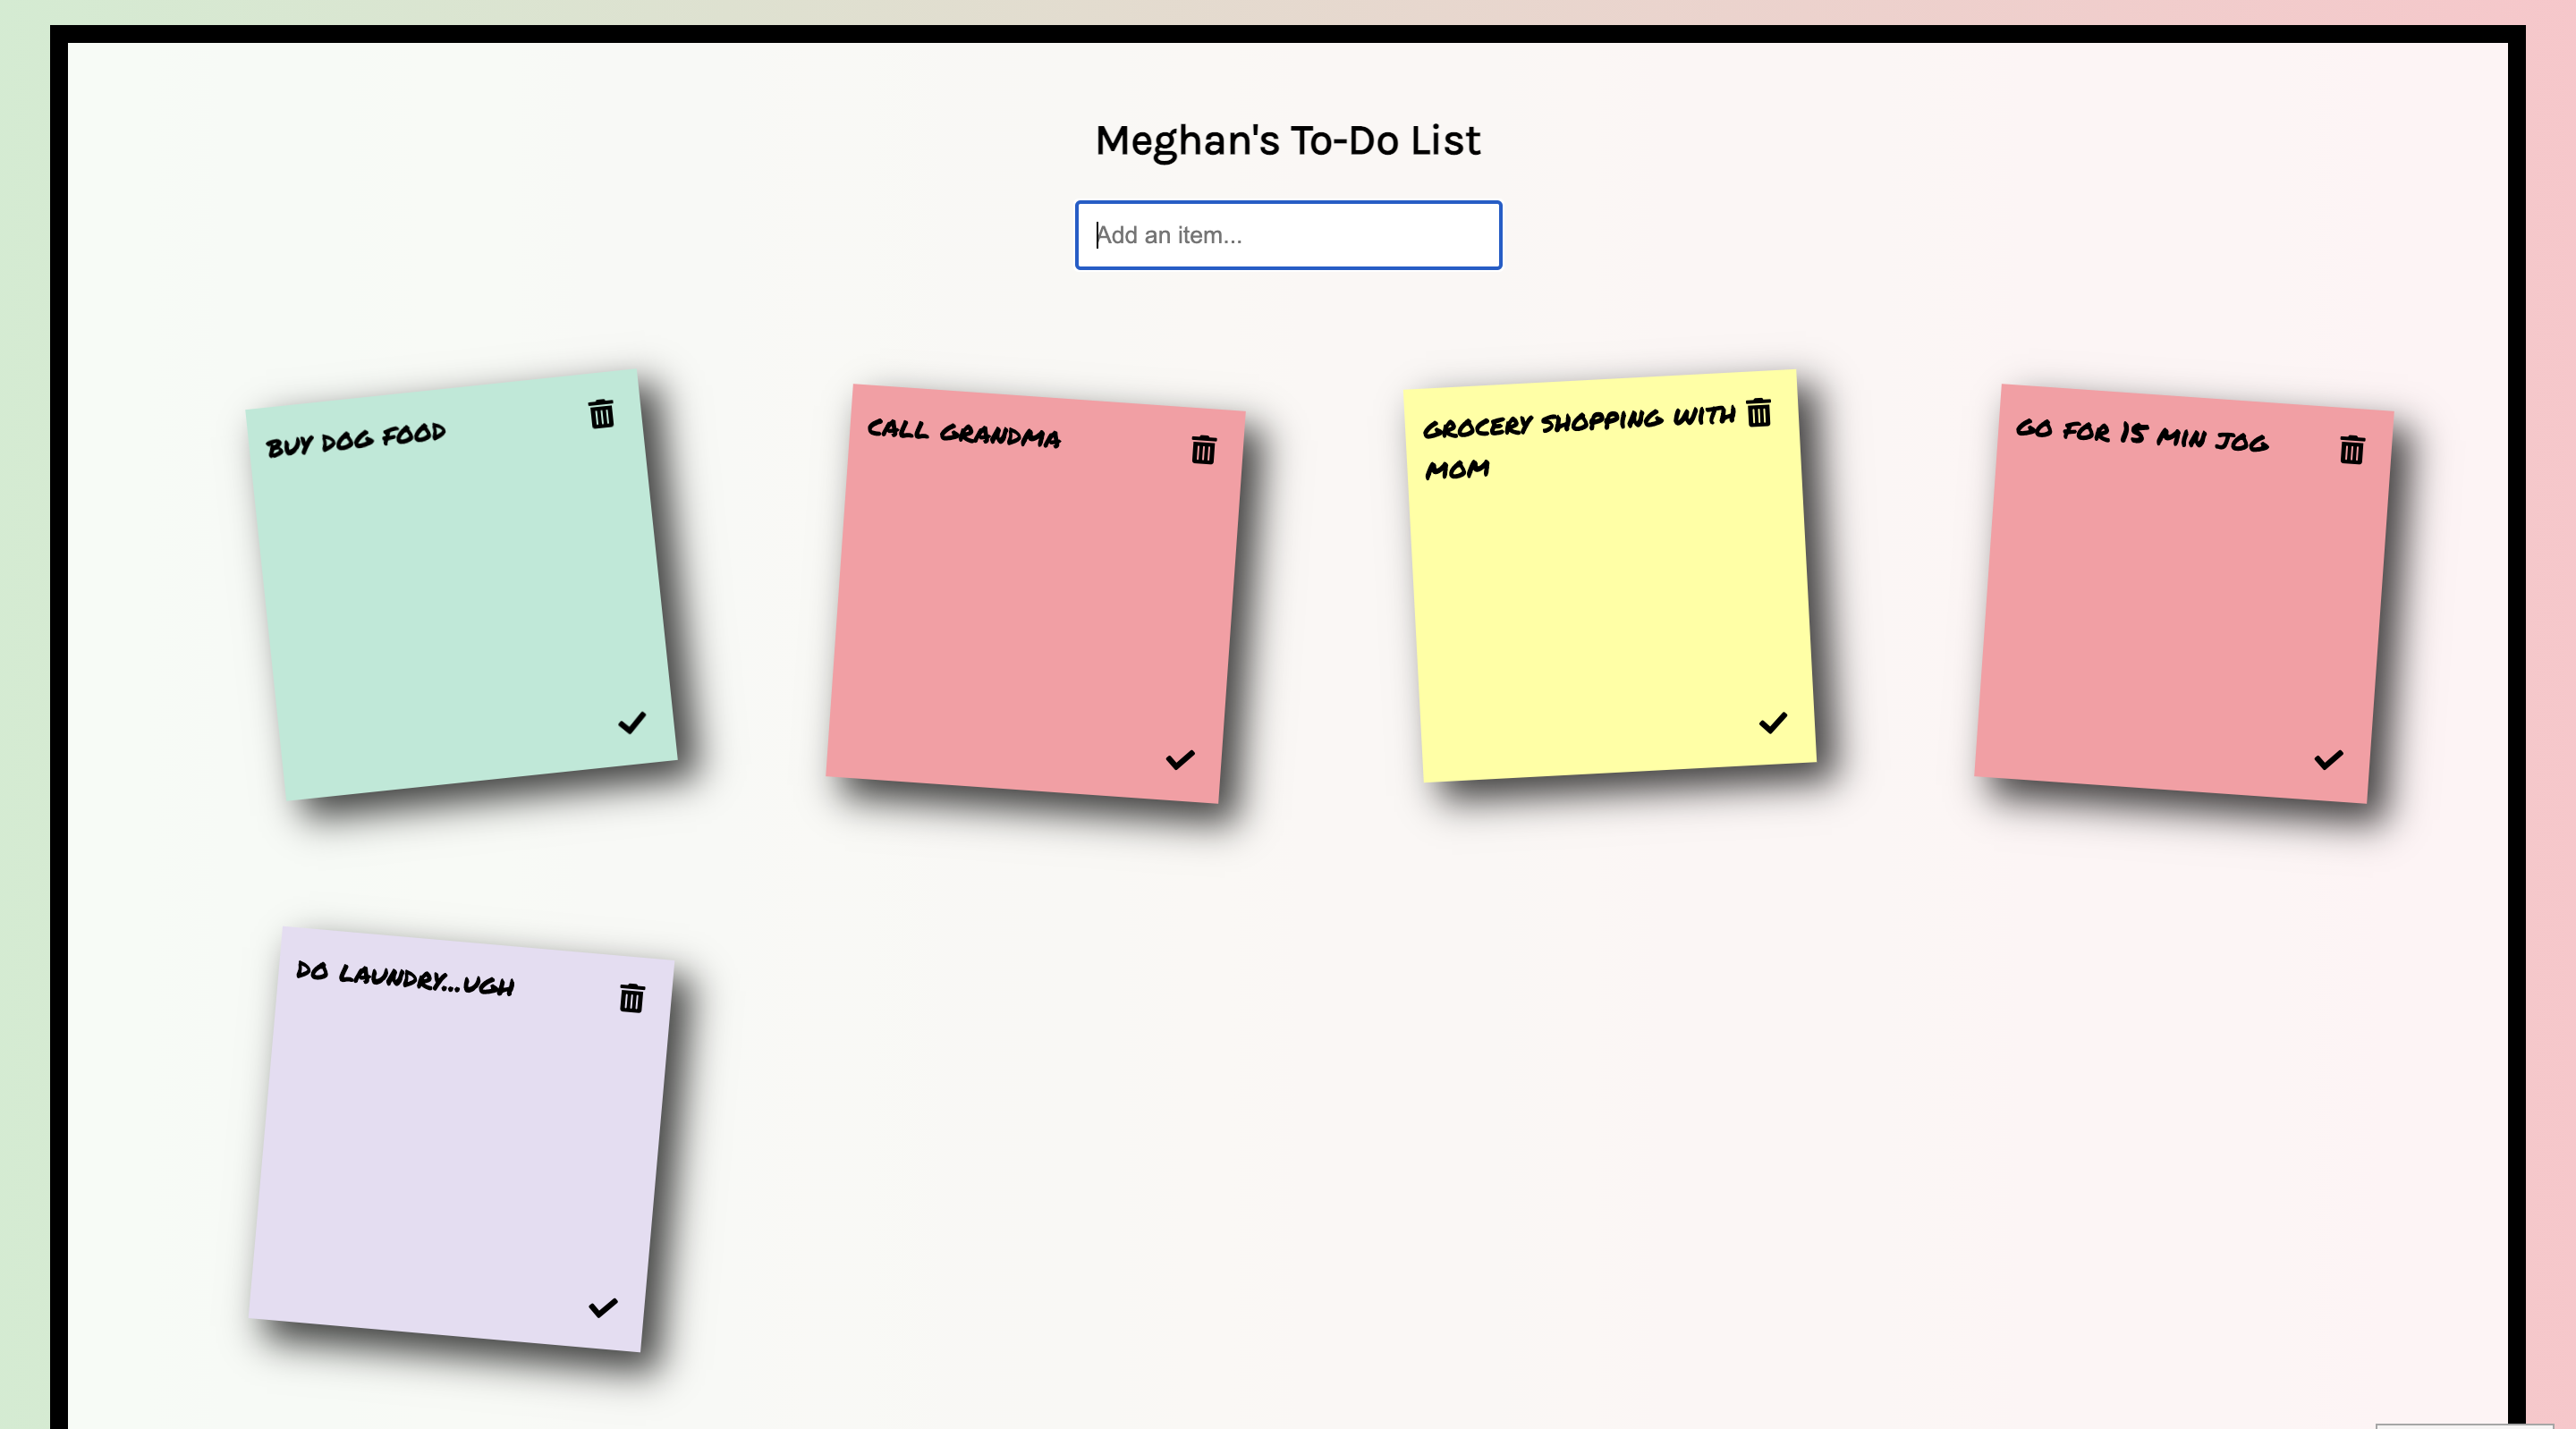 Meghan's To-Do List
Add an item...
BUY DOG FOOD
CALL GRANDMA
GROCERY SHOPPING WITH
MOM
GO FOR 15 MIN JOG
DO LAUNDRY...UGH